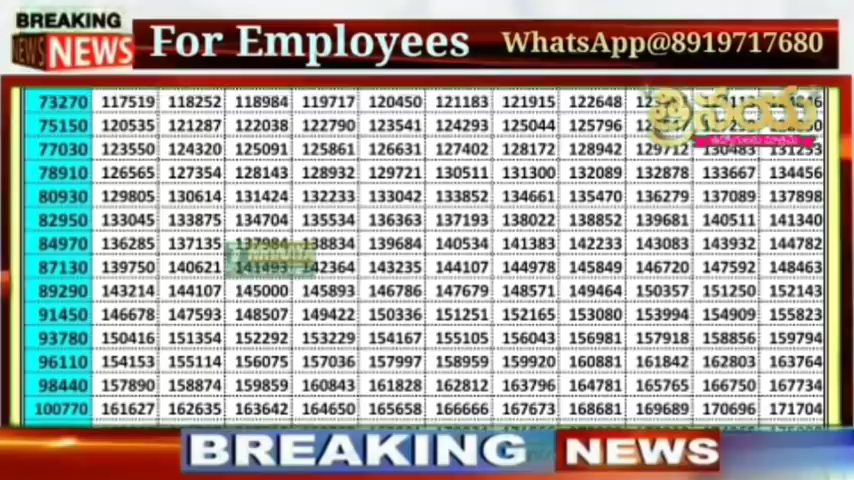 BREAKING
NEWS NEWS
For Employees
WhatsApp@8919717680
73270 117519 118252 118984 119717 120450 121183 121915 122648
75150 120535 121287 122038 122790 123541 124293 125044 125796
77030 123550 124320 125091 125861 126631 127402 128172 128942 129712 130483 131253
78910 126565 127354 128143 128932 129721 130511 131300 132089 132878 133667 134456
80930 129805 130614 131424 132233 133042 133852 134661 135470 136279 137089 137898
82950 133045 133875 134704 135534 136363 137193 138022 138852 139681 140511 141340
84970 136285 137135 137984 138834 139684 140534 141383 142233 143083 143932 144782
87130 139750 140621 141493 142364 143235 144107 144978 145849 146720 147592 148463
89290 143214 144107 145000 145893 146786 147679 148571 149464 150357 151250 152143
91450 146678 147593 148507 149422 150336 151251 152165 153080 153994 154909 155823
93780 150416 151354 152292 153229 154167 155105 156043 156981 157918 158856 159794
96110 154153 155114 156075 157036 157997 158959 159920 160881 161842 162803 163764
98440 157890 158874 159859 160843 161828 162812 163796 164781 165765 166750 167734
100770 161627 162635 163642 164650 165658 166666 167673 168681 169689 170696 171704
BREAKING NEWS